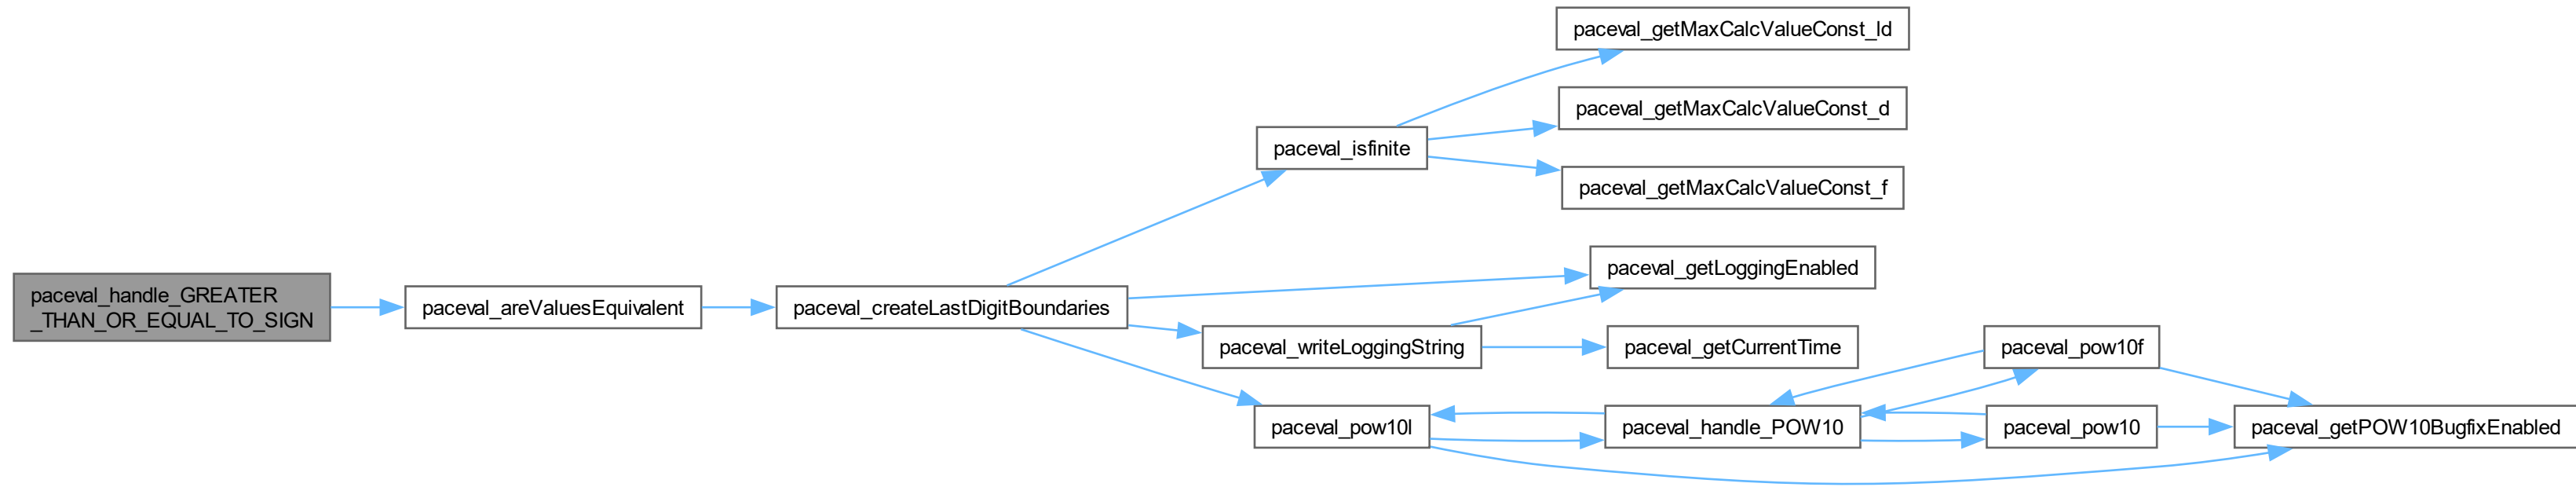 paceval_getMaxCalcValueConst_ld
paceval_getMaxCalcValueConst_d
paceval_isfinite
paceval_getMaxCalcValueConst_f
paceval_getLoggingEnabled
paceval_handle_GREATER
_THAN_OR_EQUAL_TO_SIGN
paceval_areValuesEquivalent
paceval_createLastDigitBoundaries
paceval_writeLoggingString
paceval_getCurrentTime
paceval_pow10f
paceval_pow10l
paceval_handle_POW10
paceval_pow10
paceval_getPOW10BugfixEnabled